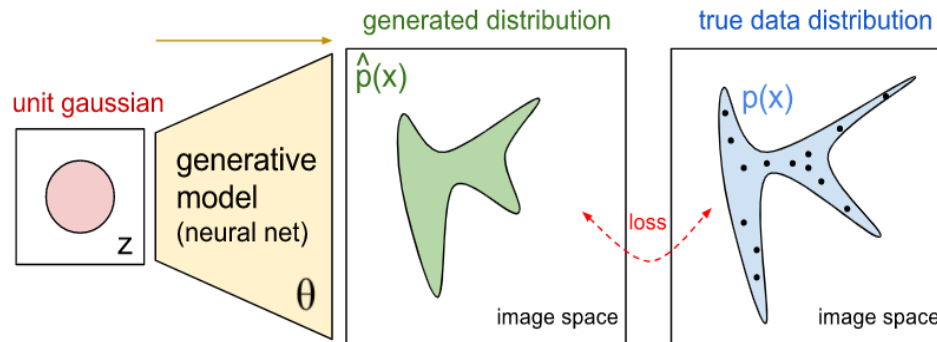 generated distribution
true data distribution
unit gaussian
z
generative
model
(neural net)
θ
p̂(x)
image space
loss
p(x)
image space